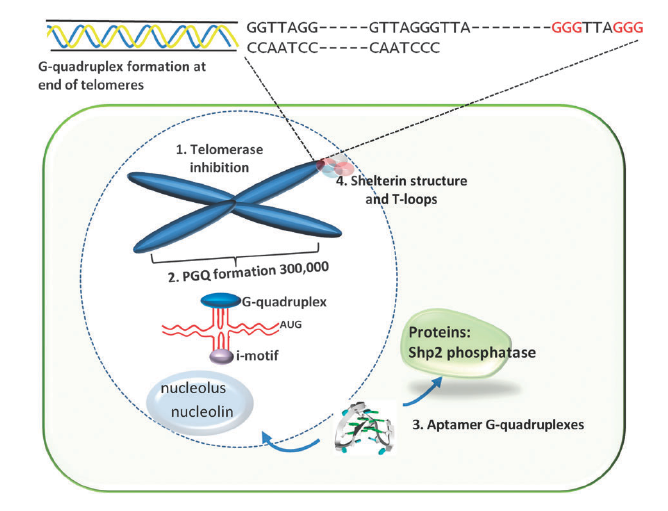 GGTTAGG-----GTTAGGGTTA---------GGGTTAGGG
CCAATCC-----CAATCCC
G-quadruplex formation at
end of telomeres
1. Telomerase
inhibition
4. Shelterin structure
and T-loops
2. PGQ formation 300,000
G-quadruplex
AUG
i-motif
Proteins:
Shp2 phosphatase
nucleolus
nucleolin
3. Aptamer G-quadruplexes